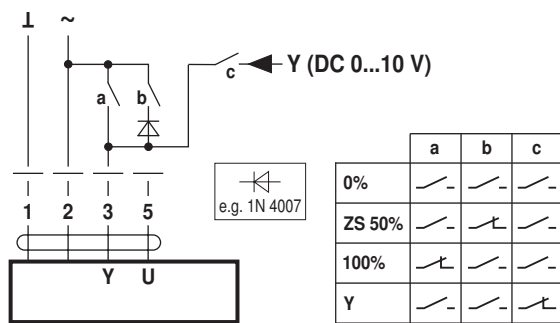 ⊥ ~
a b c Y (DC 0...10 V)
e.g. 1N 4007
1 2 3 5
Y U
a b c
0%
ZS 50%
100%
Y